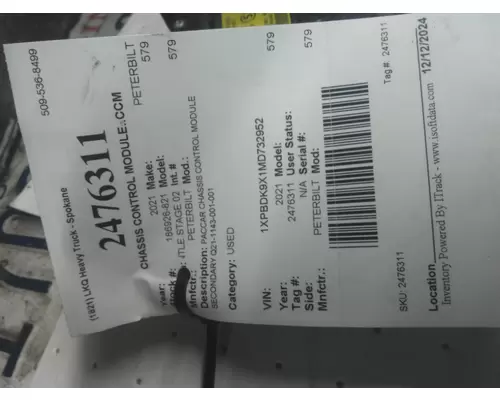 (1821) LKQ Heavy Truck - Spokane
509-536-8499
2476311
CHASSIS CONTROL MODULE..CCM
Year: 2021 Make: PETERBILT
Stock #: 166926-821 Model: 579
TLE STAGE 02 Int. #
Mnfctr.: PETERBILT Mod: 579
Description: PACCAR CHASSIS CONTROL MODULE
SECONDARY Q21-1143-001-001
Category: USED
VIN: 1XPBDK9X1MD732952
Year: 2021 Model: 579
Tag #: 2476311 User Status:
Side: N/A Serial #:
Mnfctr.: PETERBILT Mod: 579
SKU: 2476311
Tag#: 2476311
Location
Inventory Powered By ITrack - www.isoftdata.com
12/12/2024